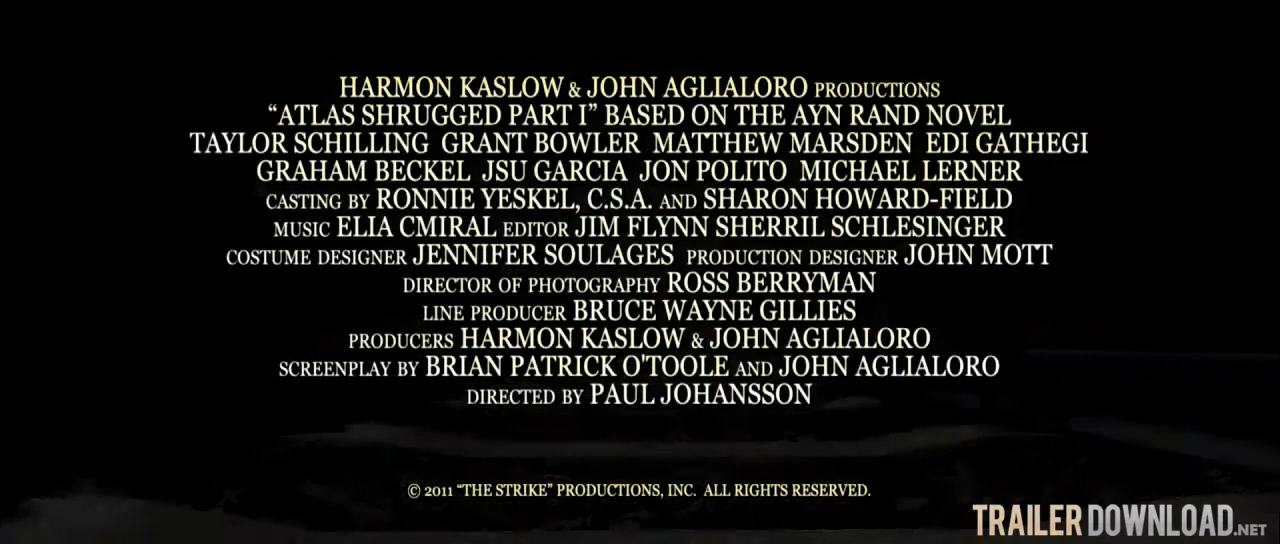 HARMON KASLOW & JOHN AGLIALORO PRODUCTIONS
“ATLAS SHRUGGED PART I” BASED ON THE AYN RAND NOVEL
TAYLOR SCHILLING GRANT BOWLER MATTHEW MARSDEN EDI GATHEGI
GRAHAM BECKEL JSU GARCIA JON POLITO MICHAEL LERNER
CASTING BY RONNIE YESKEL, C.S.A. AND SHARON HOWARD-FIELD
MUSIC ELIA CMIRAL EDITOR JIM FLYNN SHERRIL SCHLESINGER
COSTUME DESIGNER JENNIFER SOULAGES PRODUCTION DESIGNER JOHN MOTT
DIRECTOR OF PHOTOGRAPHY ROSS BERRYMAN
LINE PRODUCER BRUCE WAYNE GILLIES
PRODUCERS HARMON KASLOW & JOHN AGLIALORO
SCREENPLAY BY BRIAN PATRICK O'TOOLE AND JOHN AGLIALORO
DIRECTED BY PAUL JOHANSSON
© 2011 “THE STRIKE” PRODUCTIONS, INC. ALL RIGHTS RESERVED.
TRAILERDOWNLOAD.NET